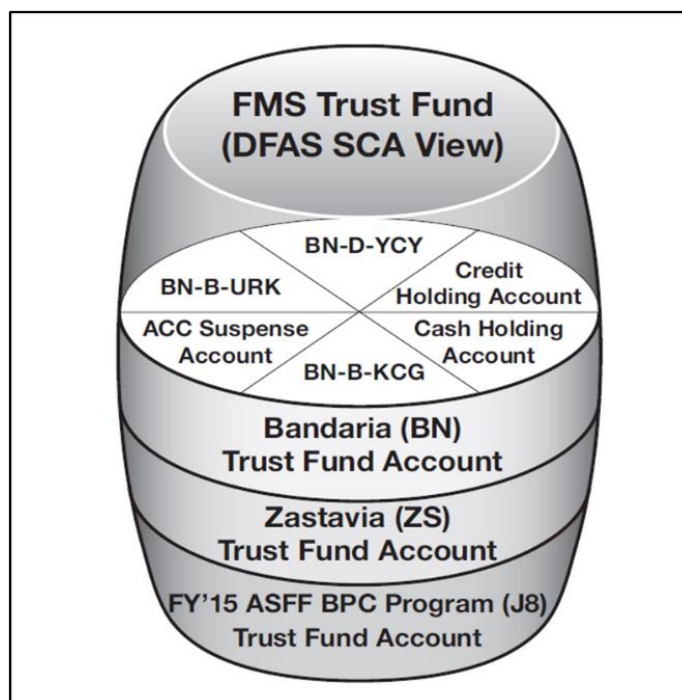 FMS Trust Fund
(DFAS SCA View)
BN-D-YCY
BN-B-URK
Credit
Holding Account
ACC Suspense
Account
Cash Holding
Account
BN-B-KCG
Bandaria (BN)
Trust Fund Account
Zastavia (ZS)
Trust Fund Account
FY'15 ASFF BPC Program (J8)
Trust Fund Account